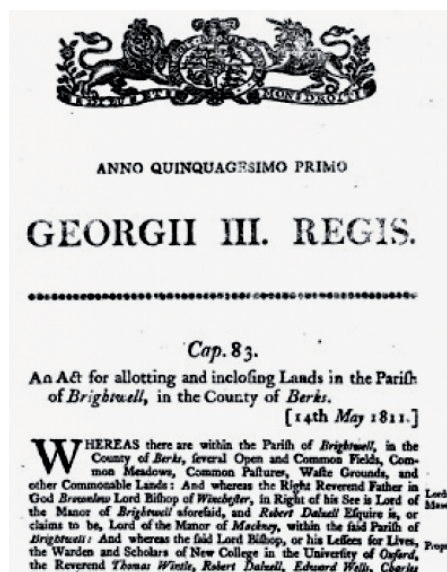 DIEU ET
MON DROIT
ANNO QUINQUAGESIMO PRIMO
GEORGII III. REGIS.
Cap. 83.
An Act for allotting and incloſing Lands in the Pariſh
of Brightwell, in the County of Berks.
[14th May 1811.]
WHEREAS there are within the Pariſh of Brightwell, in the
County of Berks, ſeveral Open and Common Fields, Com-
mon Meadows, Common Paſtures, Waſte Grounds, and
other Commonable Lands: And whereas the Right Reverend Father in
God Brownlow Lord Biſhop of Wincheſter, in Right of his See is Lord of
the Manor of Brightwell aforeſaid, and Robert Dalzell Eſquire is, or
claims to be, Lord of the Manor of Mackney, within the ſaid Pariſh of
Brightwell: And whereas the ſaid Lord Biſhop, or his Leſſees for Lives,
the Warden and Scholars of New College in the Univerſity of Oxford,
the Reverend Thomas Wintle, Robert Dalzell, Edward Wells, Charles
Lords
Prope